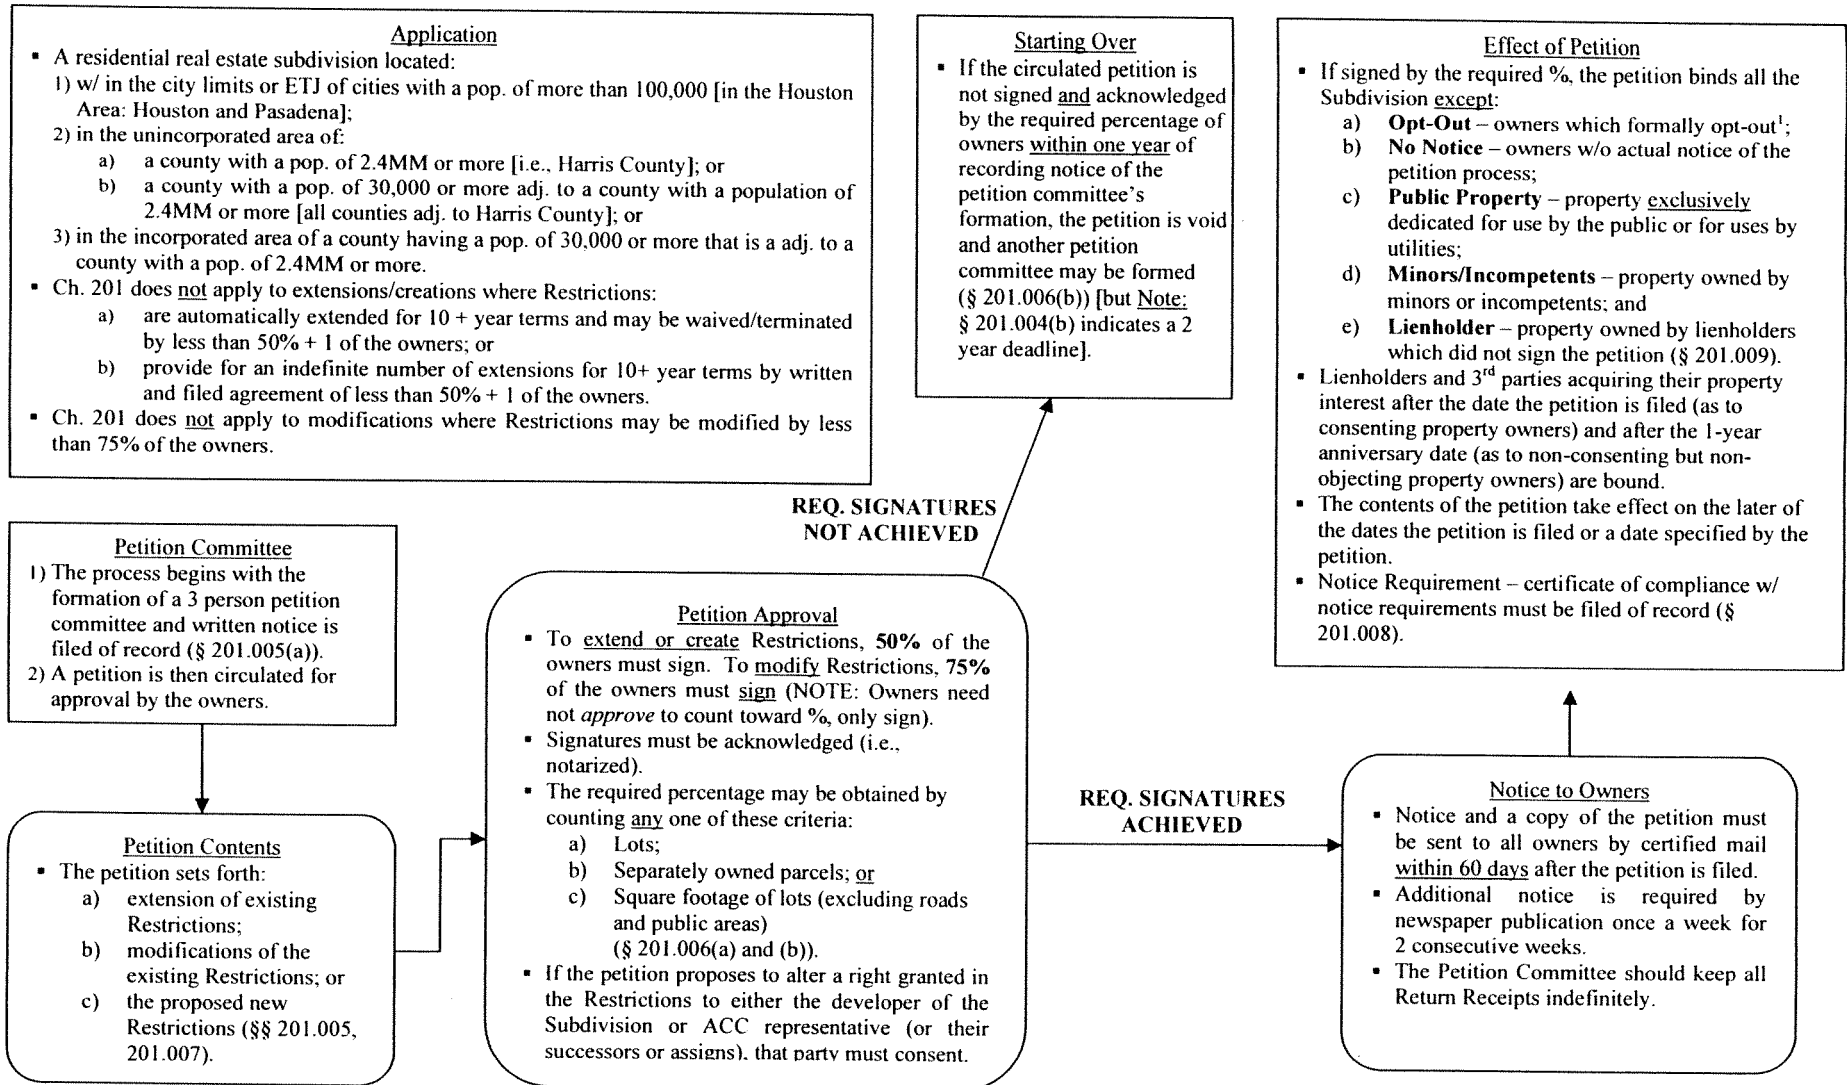 Application
▪ A residential real estate subdivision located:
1) w/ in the city limits or ETJ of cities with a pop. of more than 100,000 [in the Houston
Area: Houston and Pasadena];
2) in the unincorporated area of:
a) a county with a pop. of 2.4MM or more [i.e., Harris County]; or
b) a county with a pop. of 30,000 or more adj. to a county with a population of
2.4MM or more [all counties adj. to Harris County]; or
3) in the incorporated area of a county having a pop. of 30,000 or more that is a adj. to a
county with a pop. of 2.4MM or more.
▪ Ch. 201 does not apply to extensions/creations where Restrictions:
a) are automatically extended for 10 + year terms and may be waived/terminated
by less than 50% + 1 of the owners; or
b) provide for an indefinite number of extensions for 10+ year terms by written
and filed agreement of less than 50% + 1 of the owners.
▪ Ch. 201 does not apply to modifications where Restrictions may be modified by less
than 75% of the owners.
Starting Over
▪ If the circulated petition is
not signed and acknowledged
by the required percentage of
owners within one year of
recording notice of the
petition committee's
formation, the petition is void
and another petition
committee may be formed
(§ 201.006(b)) [but Note:
§ 201.004(b) indicates a 2
year deadline].
Effect of Petition
▪ If signed by the required %, the petition binds all the
Subdivision except:
a) Opt-Out – owners which formally opt-out¹;
b) No Notice – owners w/o actual notice of the
petition process;
c) Public Property – property exclusively
dedicated for use by the public or for uses by
utilities;
d) Minors/Incompetents – property owned by
minors or incompetents; and
e) Lienholder – property owned by lienholders
which did not sign the petition (§ 201.009).
▪ Lienholders and 3rd parties acquiring their property
interest after the date the petition is filed (as to
consenting property owners) and after the 1-year
anniversary date (as to non-consenting but non-
objecting property owners) are bound.
▪ The contents of the petition take effect on the later of
the dates the petition is filed or a date specified by the
petition.
▪ Notice Requirement – certificate of compliance w/
notice requirements must be filed of record (§
201.008).
REQ. SIGNATURES
NOT ACHIEVED
Petition Committee
1) The process begins with the
formation of a 3 person petition
committee and written notice is
filed of record (§ 201.005(a)).
2) A petition is then circulated for
approval by the owners.
Petition Contents
▪ The petition sets forth:
a) extension of existing
Restrictions;
b) modifications of the
existing Restrictions; or
c) the proposed new
Restrictions (§§ 201.005,
201.007).
Petition Approval
▪ To extend or create Restrictions, 50% of the
owners must sign. To modify Restrictions, 75%
of the owners must sign (NOTE: Owners need
not approve to count toward %, only sign).
▪ Signatures must be acknowledged (i.e.,
notarized).
▪ The required percentage may be obtained by
counting any one of these criteria:
a) Lots;
b) Separately owned parcels; or
c) Square footage of lots (excluding roads
and public areas)
(§ 201.006(a) and (b)).
▪ If the petition proposes to alter a right granted in
the Restrictions to either the developer of the
Subdivision or ACC representative (or their
successors or assigns), that party must consent.
REQ. SIGNATURES
ACHIEVED
Notice to Owners
▪ Notice and a copy of the petition must
be sent to all owners by certified mail
within 60 days after the petition is filed.
▪ Additional notice is required by
newspaper publication once a week for
2 consecutive weeks.
▪ The Petition Committee should keep all
Return Receipts indefinitely.